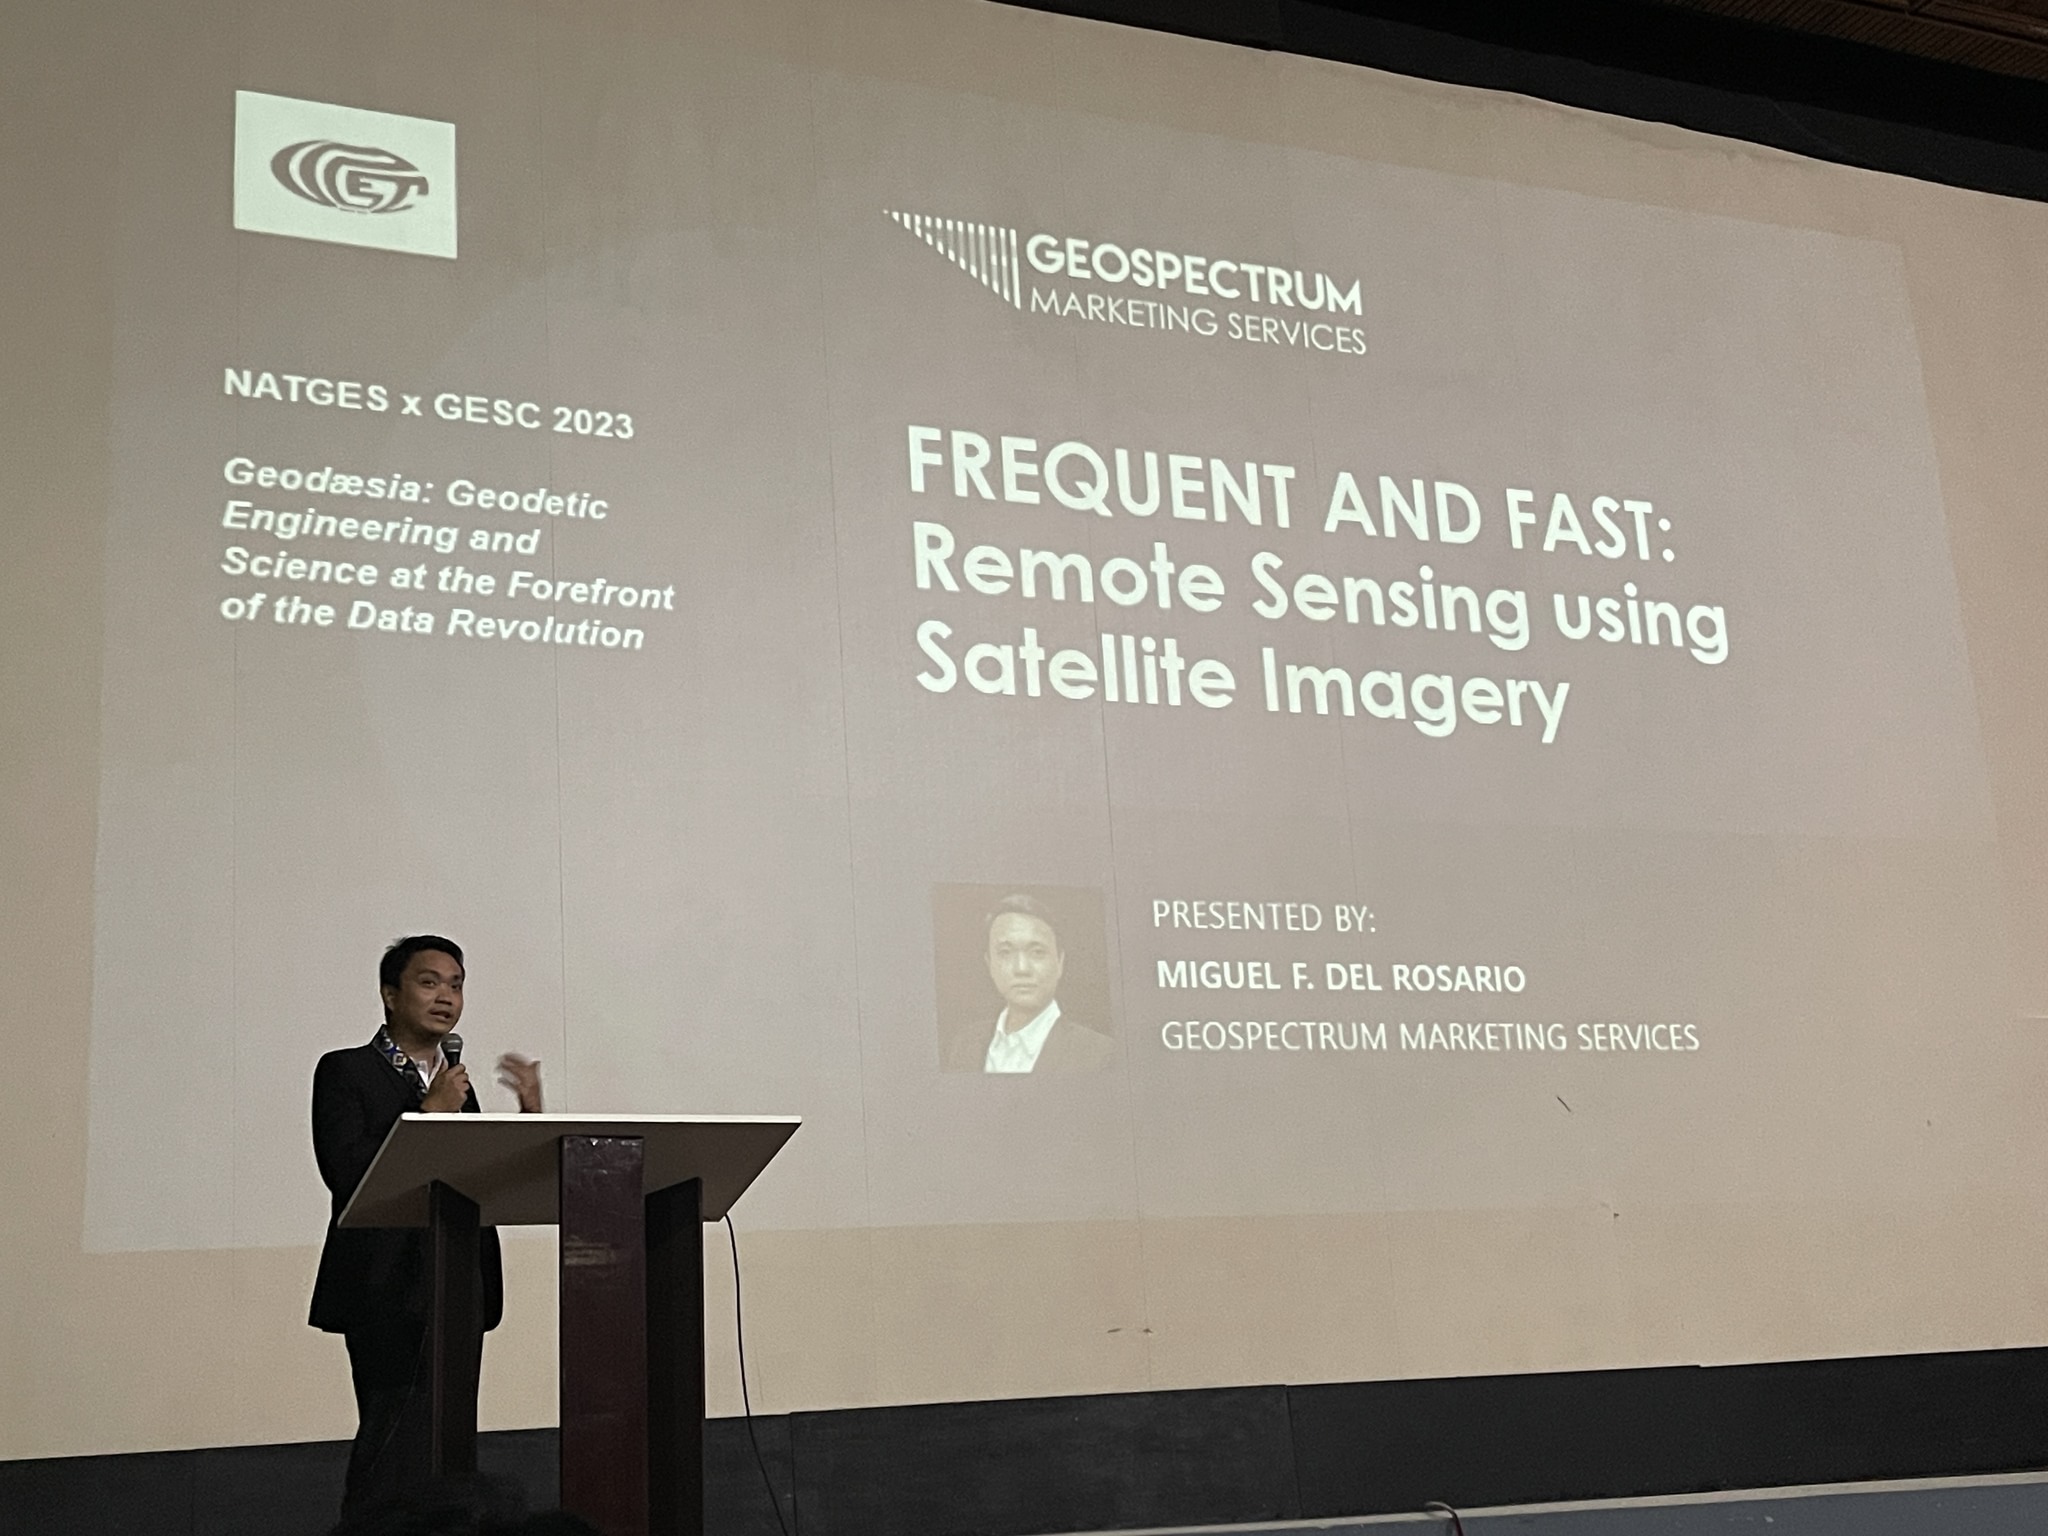 GET
NATGES x GESC 2023
Geodæsia: Geodetic
Engineering and
Science at the Forefront
of the Data Revolution
GEOSPECTRUM
MARKETING SERVICES
FREQUENT AND FAST:
Remote Sensing using
Satellite Imagery
PRESENTED BY:
MIGUEL F. DEL ROSARIO
GEOSPECTRUM MARKETING SERVICES